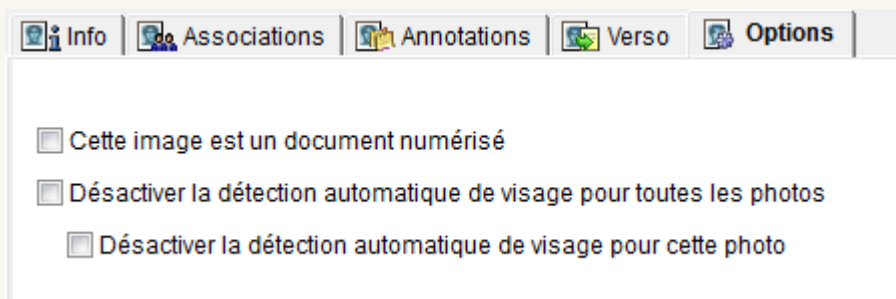 Info Associations Annotations Verso Options
Cette image est un document numérisé
Désactiver la détection automatique de visage pour toutes les photos
Désactiver la détection automatique de visage pour cette photo